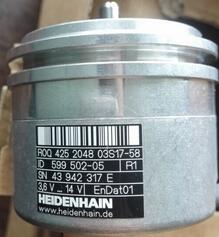 ROQ 425 2048 03S17-58
ID 599 502-05 R1
SN 43 942 317 E
3,6 V ... 14 V EnDat01
HEIDENHAIN
www.heidenhain.de